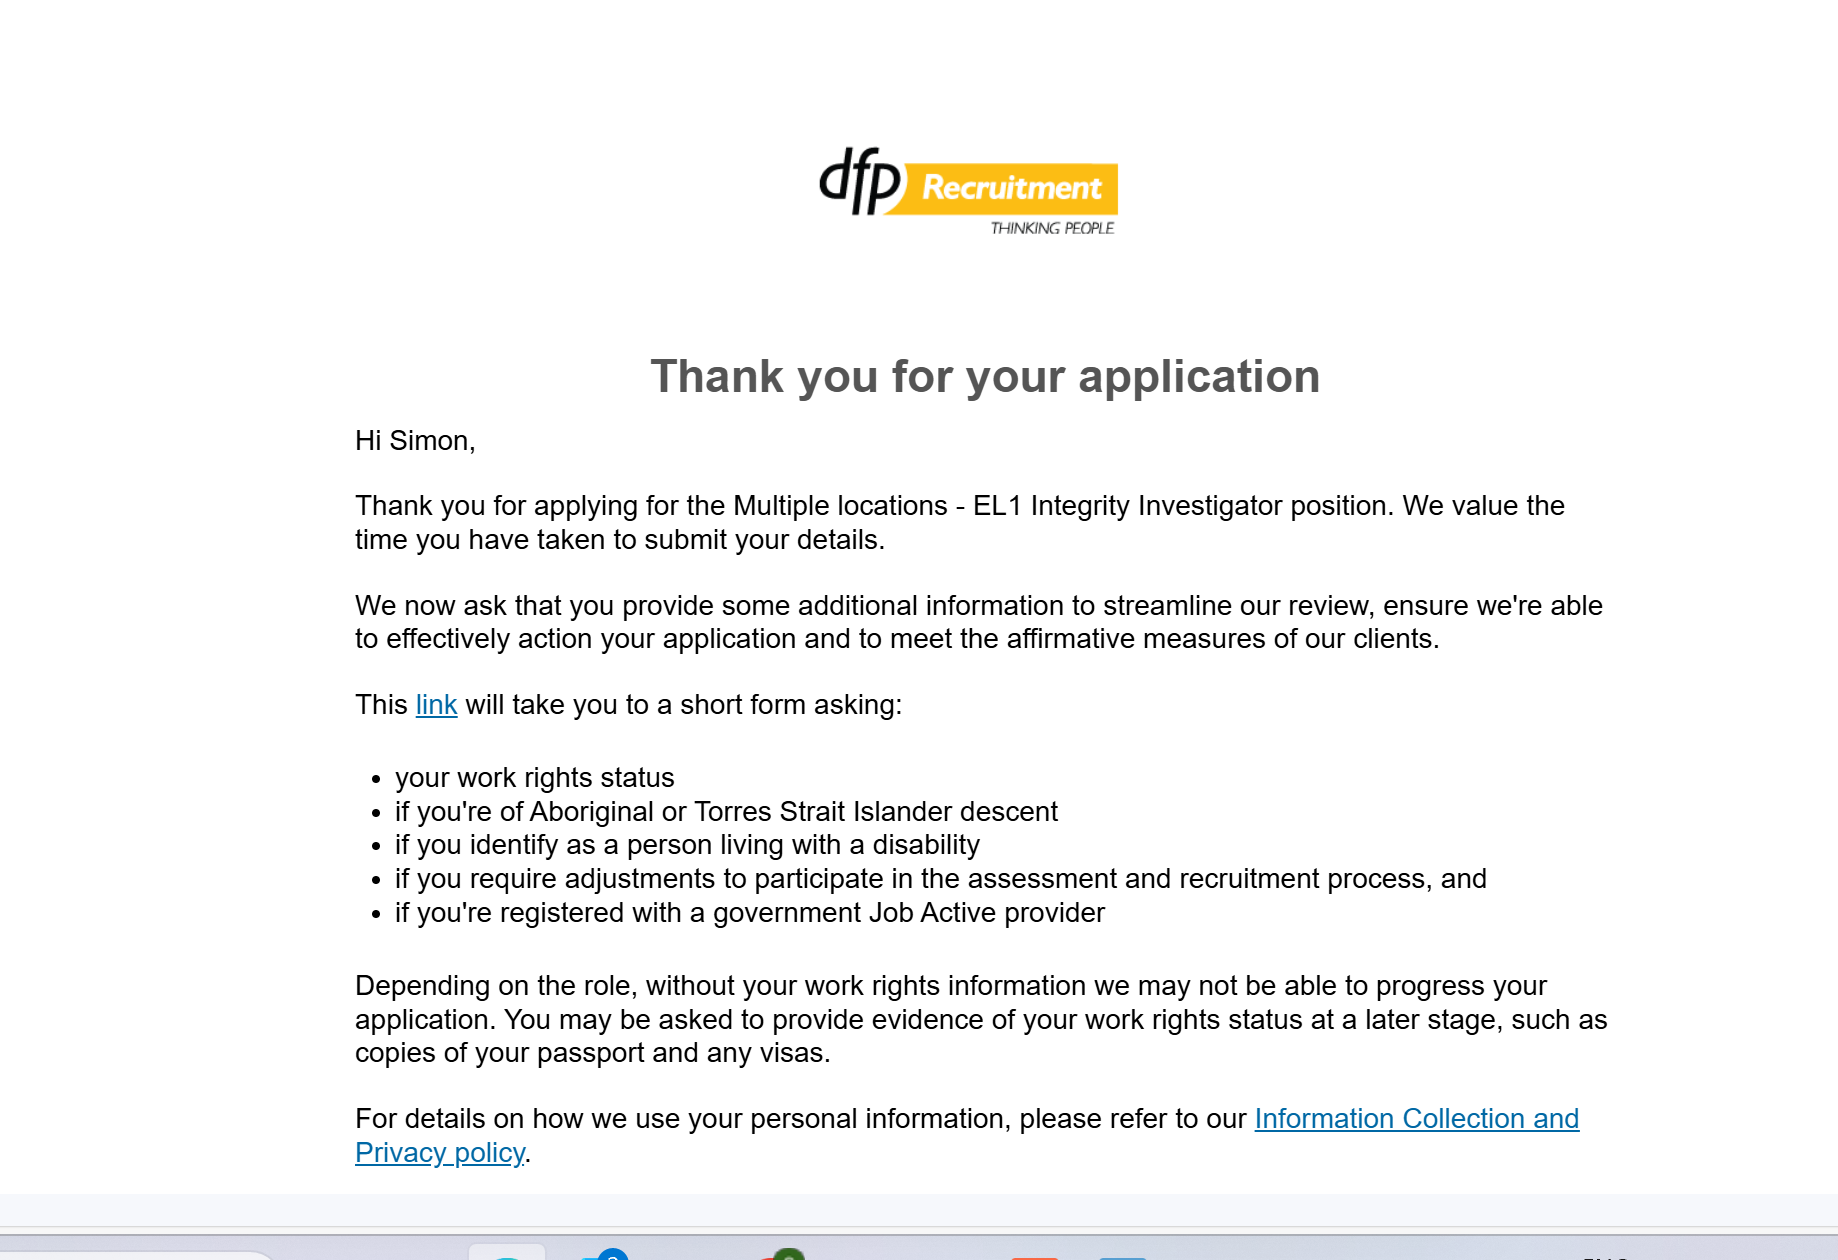 dfp Recruitment
THINKING PEOPLE
Thank you for your application
Hi Simon,
Thank you for applying for the Multiple locations - EL1 Integrity Investigator position. We value the
time you have taken to submit your details.
We now ask that you provide some additional information to streamline our review, ensure we're able
to effectively action your application and to meet the affirmative measures of our clients.
This link will take you to a short form asking:
• your work rights status
• if you're of Aboriginal or Torres Strait Islander descent
• if you identify as a person living with a disability
• if you require adjustments to participate in the assessment and recruitment process, and
• if you're registered with a government Job Active provider
Depending on the role, without your work rights information we may not be able to progress your
application. You may be asked to provide evidence of your work rights status at a later stage, such as
copies of your passport and any visas.
For details on how we use your personal information, please refer to our Information Collection and
Privacy policy.